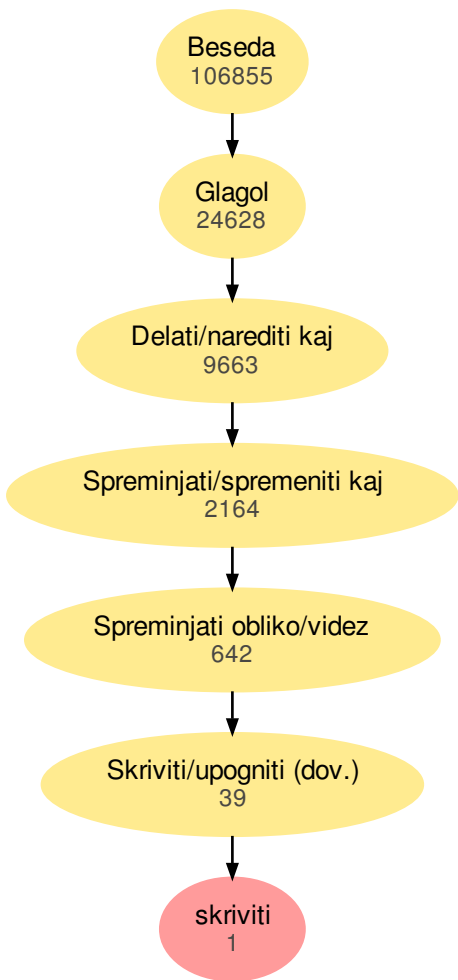 Beseda
106855
Glagol
24628
Delati/narediti kaj
9663
Spreminjati/spremeniti kaj
2164
Spreminjati obliko/videz
642
Skriviti/upogniti (dov.)
39
skriviti
1